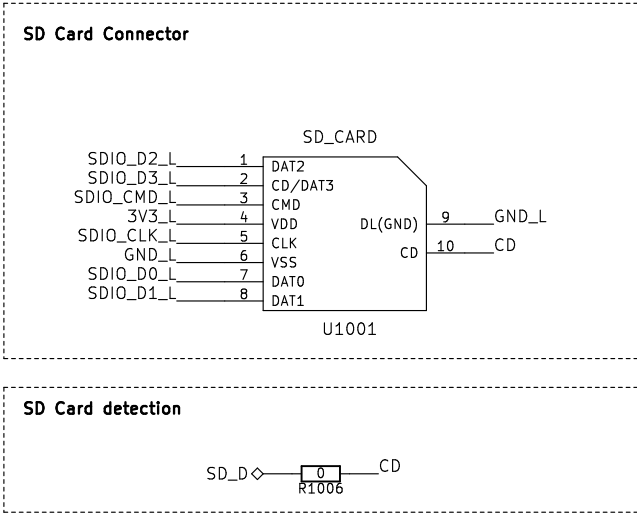 SD Card Connector
SD_CARD
SDIO_D2_L 1 DAT2
SDIO_D3_L 2 CD/DAT3
SDIO_CMD_L 3 CMD
3V3_L 4 VDD DL(GND) 9 GND_L
SDIO_CLK_L 5 CLK
GND_L 6 VSS CD 10 CD
SDIO_D0_L 7 DAT0
SDIO_D1_L 8 DAT1
U1001
SD Card detection
SD_D 0 CD
R1006